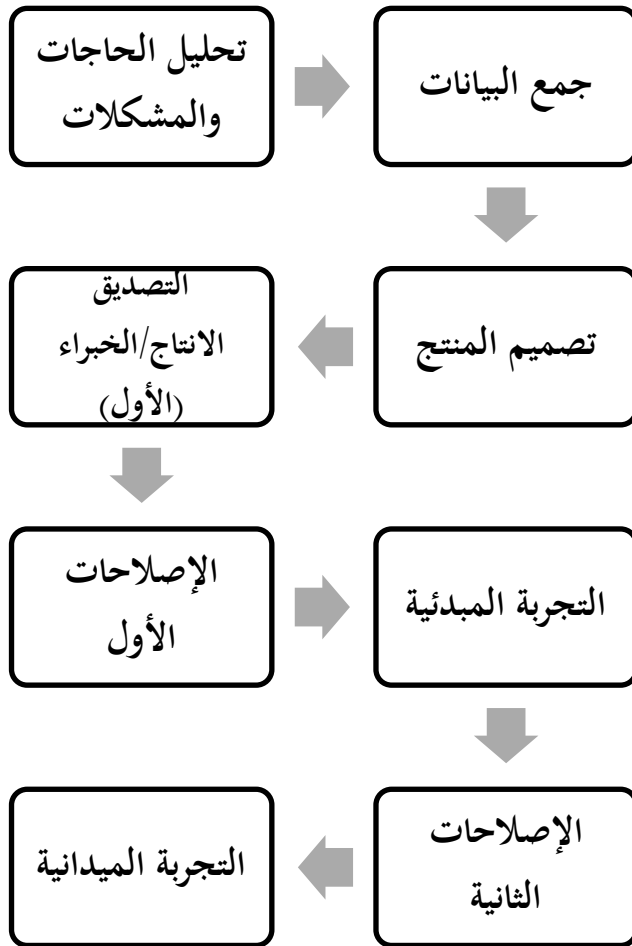 تحليل الحاجات
والمشكلات
جمع البيانات
تصميم المنتج
التصديق
الانتاج/الخبراء
(الأول)
الإصلاحات
الأول
التجربة المبدئية
الإصلاحات
الثانية
التجربة الميدانية